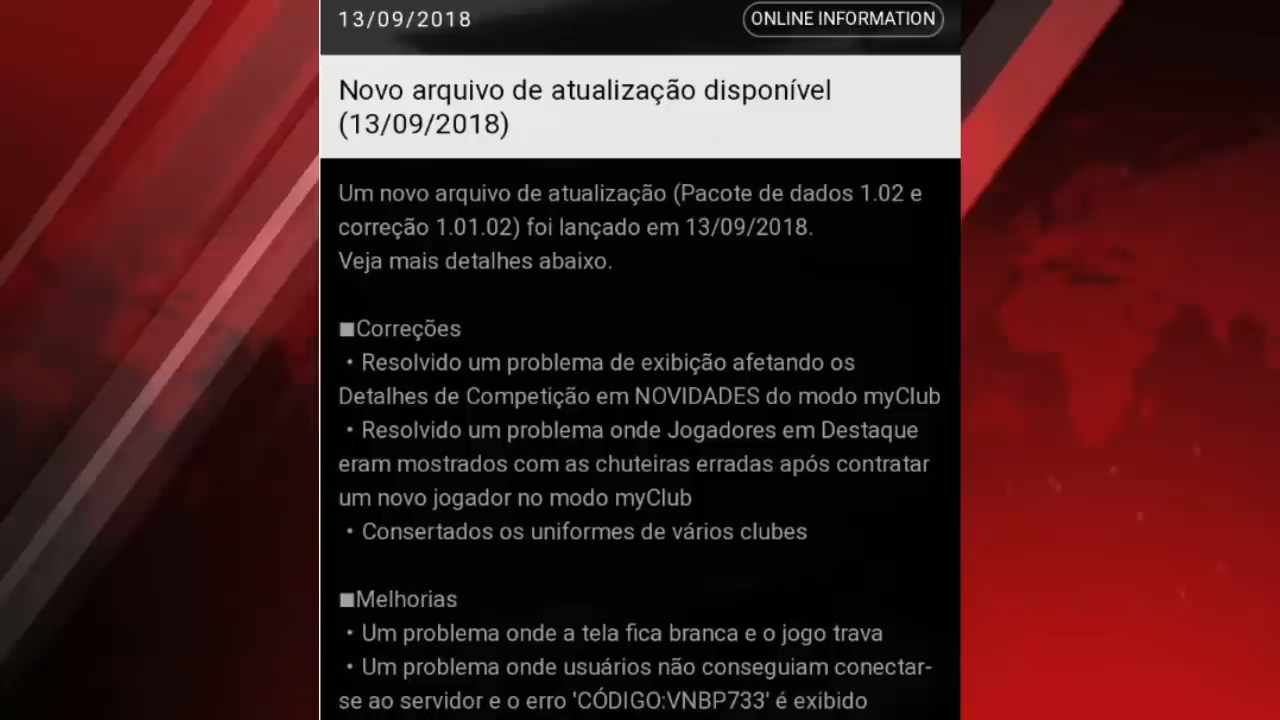 13/09/2018
ONLINE INFORMATION
Novo arquivo de atualização disponível
(13/09/2018)
Um novo arquivo de atualização (Pacote de dados 1.02 e
correção 1.01.02) foi lançado em 13/09/2018.
Veja mais detalhes abaixo.
■Correções
・Resolvido um problema de exibição afetando os
Detalhes de Competição em NOVIDADES do modo myClub
・Resolvido um problema onde Jogadores em Destaque
eram mostrados com as chuteiras erradas após contratar
um novo jogador no modo myClub
・Consertados os uniformes de vários clubes
■Melhorias
・Um problema onde a tela fica branca e o jogo trava
・Um problema onde usuários não conseguiam conectar-
se ao servidor e o erro 'CÓDIGO:VNBP733' é exibido